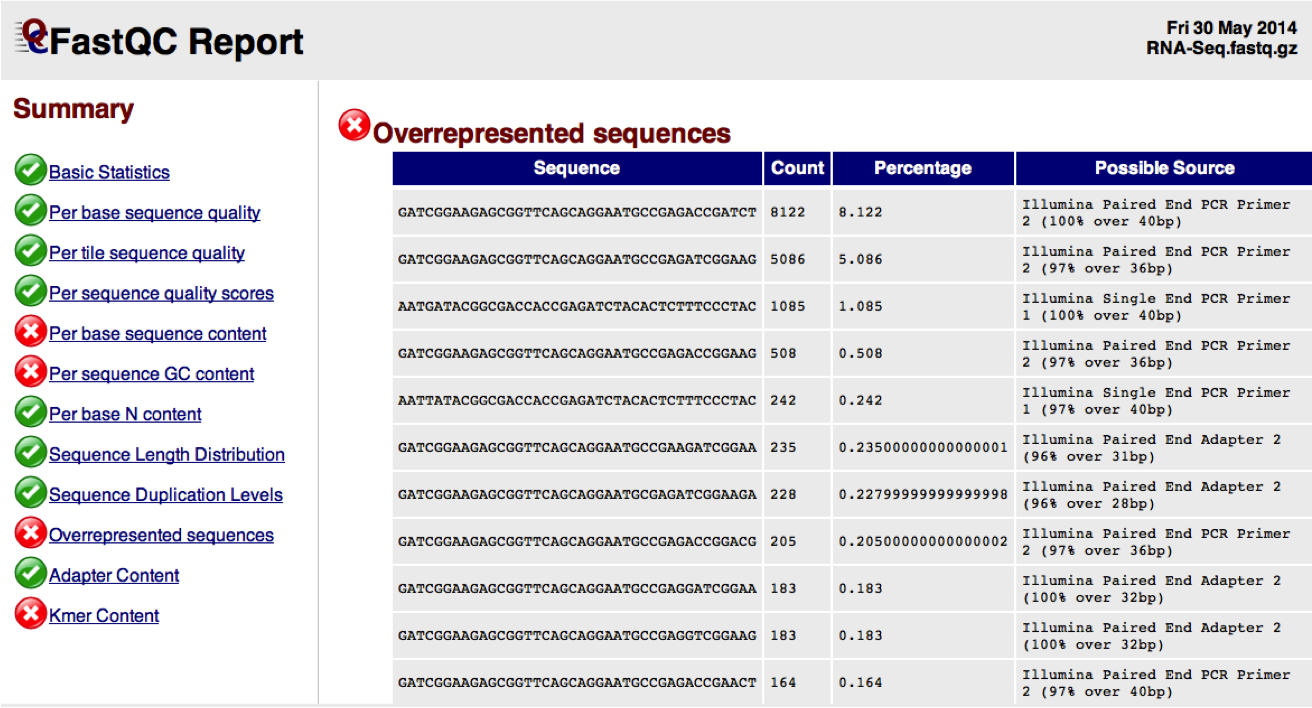 FastQC Report
Fri 30 May 2014
RNA-Seq.fastq.gz
Summary
Basic Statistics
Per base sequence quality
Per tile sequence quality
Per sequence quality scores
Per base sequence content
Per sequence GC content
Per base N content
Sequence Length Distribution
Sequence Duplication Levels
Overrepresented sequences
Adapter Content
Kmer Content
Overrepresented sequences
Sequence Count Percentage Possible Source
GATCGGAAGAGCGGTTCAGCAGGAATGCCGAGACCGATCT 8122 8.122 Illumina Paired End PCR Primer
2 (100% over 40bp)
GATCGGAAGAGCGGTTCAGCAGGAATGCCGAGATCGGAAG 5086 5.086 Illumina Paired End PCR Primer
2 (97% over 36bp)
AATGATACGGCGACCACCGAGATCTACACTCTTTCCCTAC 1085 1.085 Illumina Single End PCR Primer
1 (100% over 40bp)
GATCGGAAGAGCGGTTCAGCAGGAATGCCGAGACCGGAAG 508 0.508 Illumina Paired End PCR Primer
2 (97% over 36bp)
AATTATACGGCGACCACCGAGATCTACACTCTTTCCCTAC 242 0.242 Illumina Single End PCR Primer
1 (97% over 40bp)
GATCGGAAGAGCGGTTCAGCAGGAATGCCGAAGATCGGAA 235 0.23500000000000001 Illumina Paired End Adapter 2
(96% over 31bp)
GATCGGAAGAGCGGTTCAGCAGGAATGCGAGATCGGAAGA 228 0.22799999999999998 Illumina Paired End Adapter 2
(96% over 28bp)
GATCGGAAGAGCGGTTCAGCAGGAATGCCGAGACCGGACG 205 0.20500000000000002 Illumina Paired End PCR Primer
2 (97% over 36bp)
GATCGGAAGAGCGGTTCAGCAGGAATGCCGAGGATCGGAA 183 0.183 Illumina Paired End Adapter 2
(100% over 32bp)
GATCGGAAGAGCGGTTCAGCAGGAATGCCGAGGTCGGAAG 183 0.183 Illumina Paired End Adapter 2
(100% over 32bp)
GATCGGAAGAGCGGTTCAGCAGGAATGCCGAGACCGAACT 164 0.164 Illumina Paired End PCR Primer
2 (97% over 40bp)